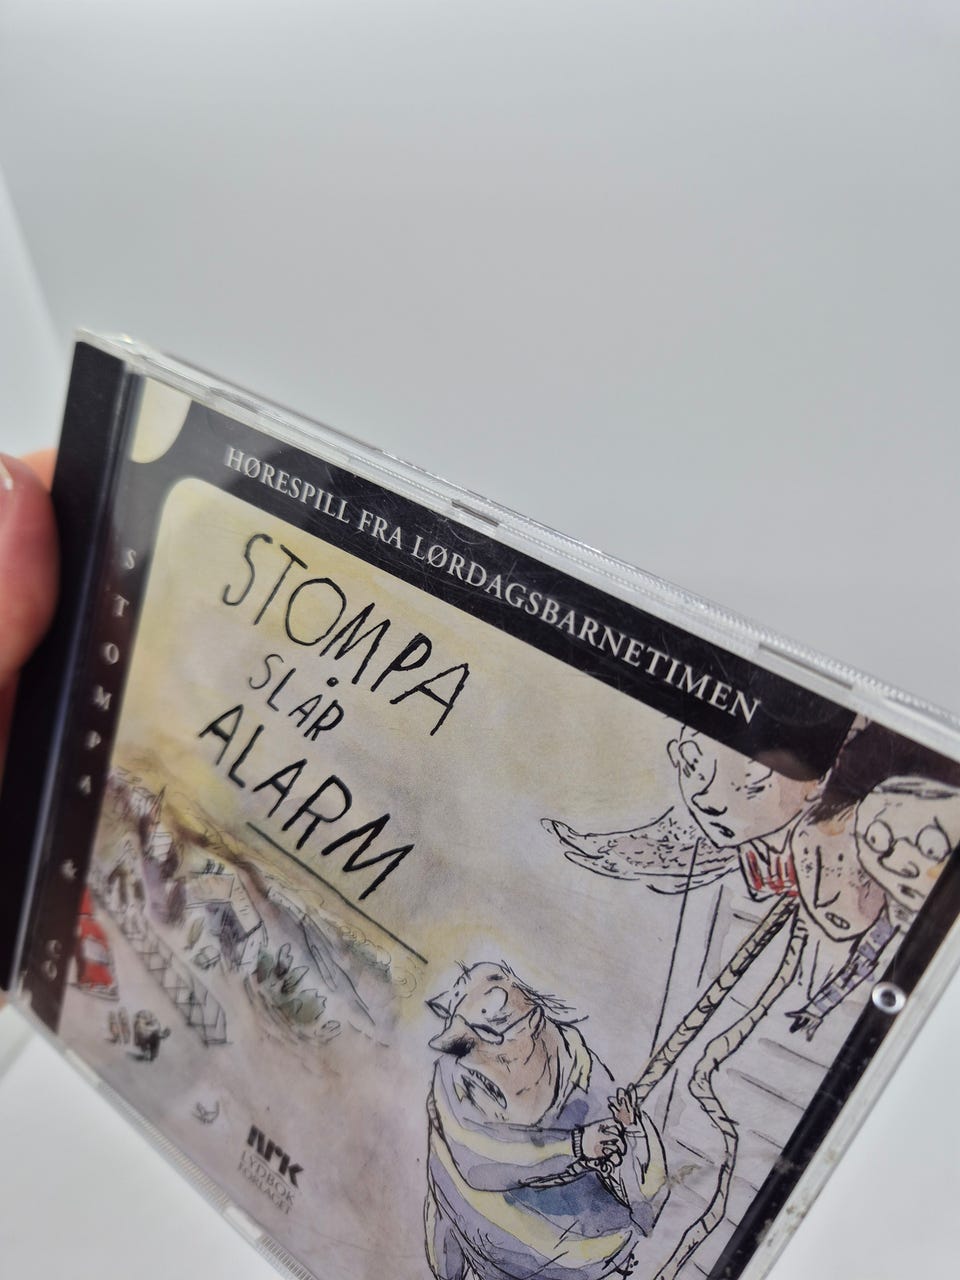 HØRESPILL FRA LØRDAGSBARNETIMEN
STOMPA & CO
STOMPA
SLÅR
ALARM
NRK
LYDBOK
FORLAGET